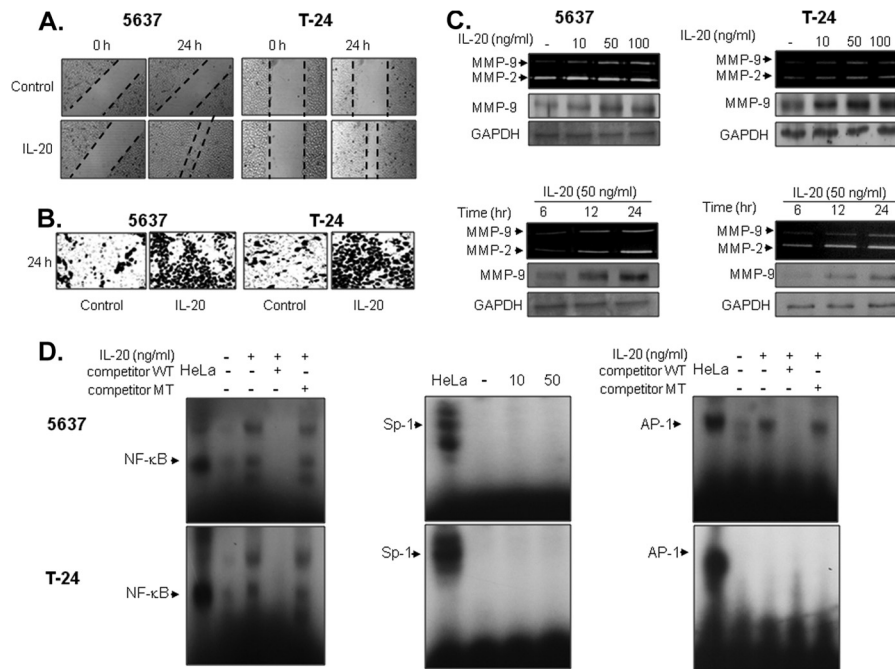 A.
5637 T-24
0 h 24 h 0 h 24 h
Control
IL-20
B.
5637 T-24
24 h
Control IL-20 Control IL-20
C.
5637
IL-20 (ng/ml) - 10 50 100
MMP-9
MMP-2
MMP-9
GAPDH
T-24
IL-20 (ng/ml)
- 10 50 100
MMP-9
MMP-2
MMP-9
GAPDH
IL-20 (50 ng/ml)
Time (hr) 6 12 24
MMP-9
MMP-2
MMP-9
GAPDH
IL-20 (50 ng/ml)
Time (hr) 6 12 24
MMP-9
MMP-2
MMP-9
GAPDH
D.
IL-20 (ng/ml) - + + +
competitor WT +
HeLa
competitor MT +
5637
NF-κB
T-24
NF-κB
HeLa - 10 50
Sp-1
Sp-1
IL-20 (ng/ml) - + + +
competitor WT +
HeLa
competitor MT +
AP-1
AP-1